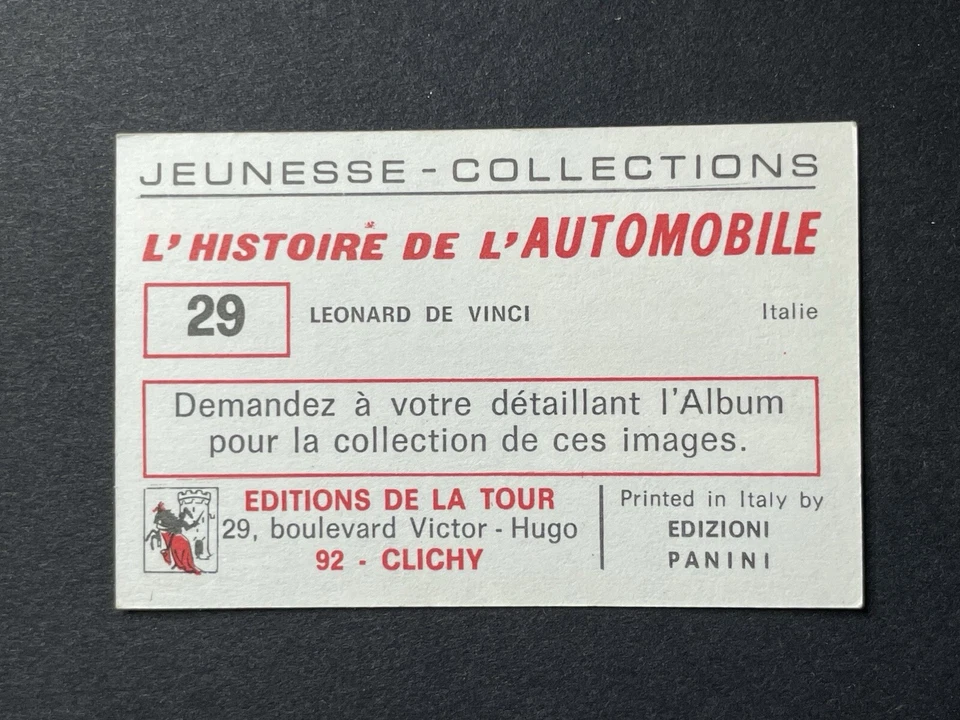 JEUNESSE - COLLECTIONS
L'HISTOIRE DE L'AUTOMOBILE
29 LEONARD DE VINCI Italie
Demandez à votre détaillant l'Album
pour la collection de ces images.
EDITIONS DE LA TOUR
29, boulevard Victor - Hugo
92 - CLICHY
Printed in Italy by
EDIZIONI
PANINI